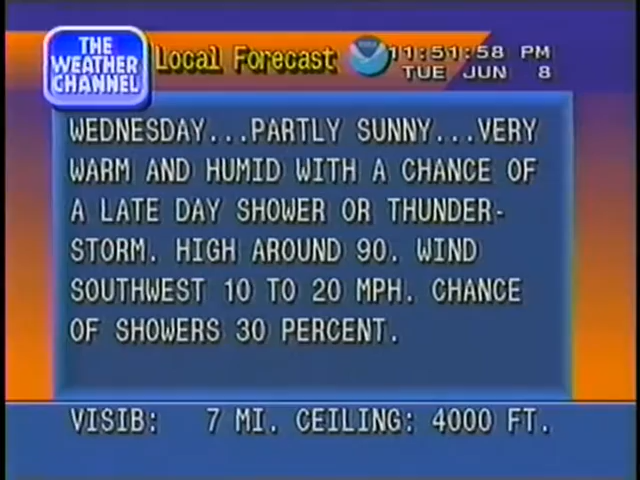 THE
WEATHER
CHANNEL
Local Forecast
NOAA
11:51:58 PM
TUE JUN 8
WEDNESDAY...PARTLY SUNNY...VERY
WARM AND HUMID WITH A CHANCE OF
A LATE DAY SHOWER OR THUNDER-
STORM. HIGH AROUND 90. WIND
SOUTHWEST 10 TO 20 MPH. CHANCE
OF SHOWERS 30 PERCENT.
VISIB: 7 MI. CEILING: 4000 FT.